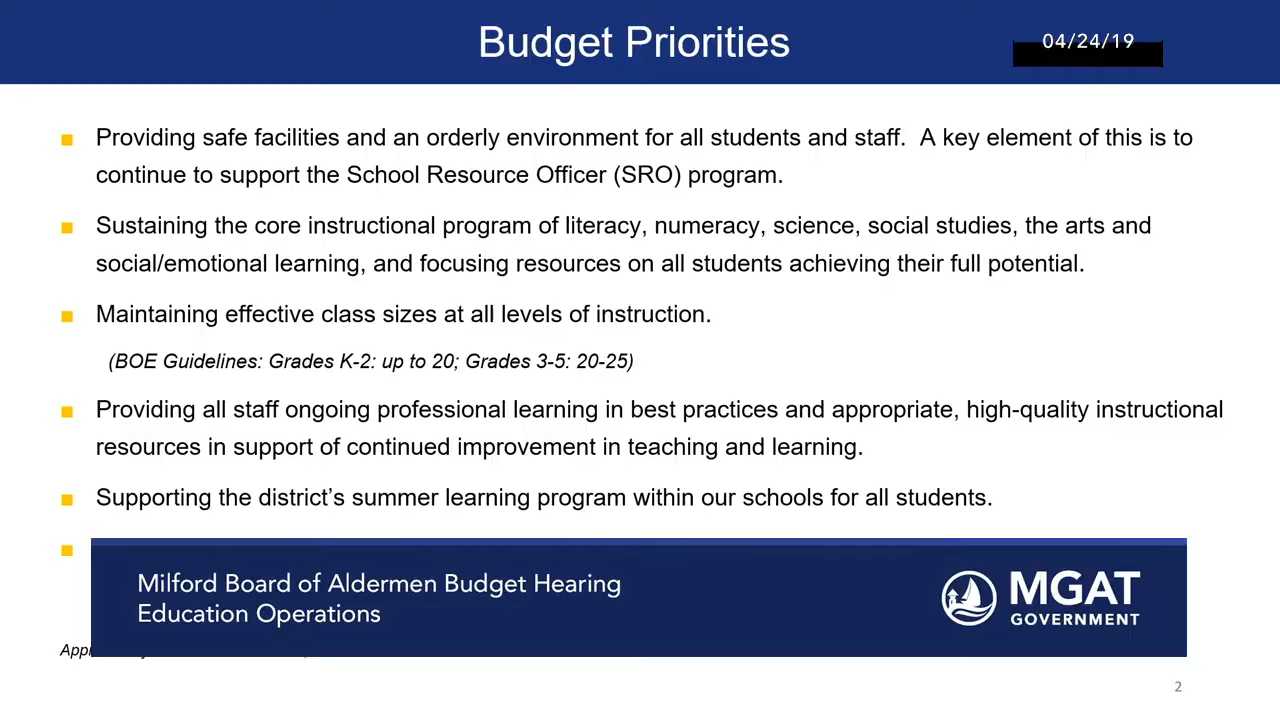 Budget Priorities
04/24/19
■ Providing safe facilities and an orderly environment for all students and staff.  A key element of this is to
continue to support the School Resource Officer (SRO) program.
■ Sustaining the core instructional program of literacy, numeracy, science, social studies, the arts and
social/emotional learning, and focusing resources on all students achieving their full potential.
■ Maintaining effective class sizes at all levels of instruction.
(BOE Guidelines: Grades K-2: up to 20; Grades 3-5: 20-25)
■ Providing all staff ongoing professional learning in best practices and appropriate, high-quality instructional
resources in support of continued improvement in teaching and learning.
■ Supporting the district’s summer learning program within our schools for all students.
■
Milford Board of Aldermen Budget Hearing
Education Operations
MGAT
GOVERNMENT
2